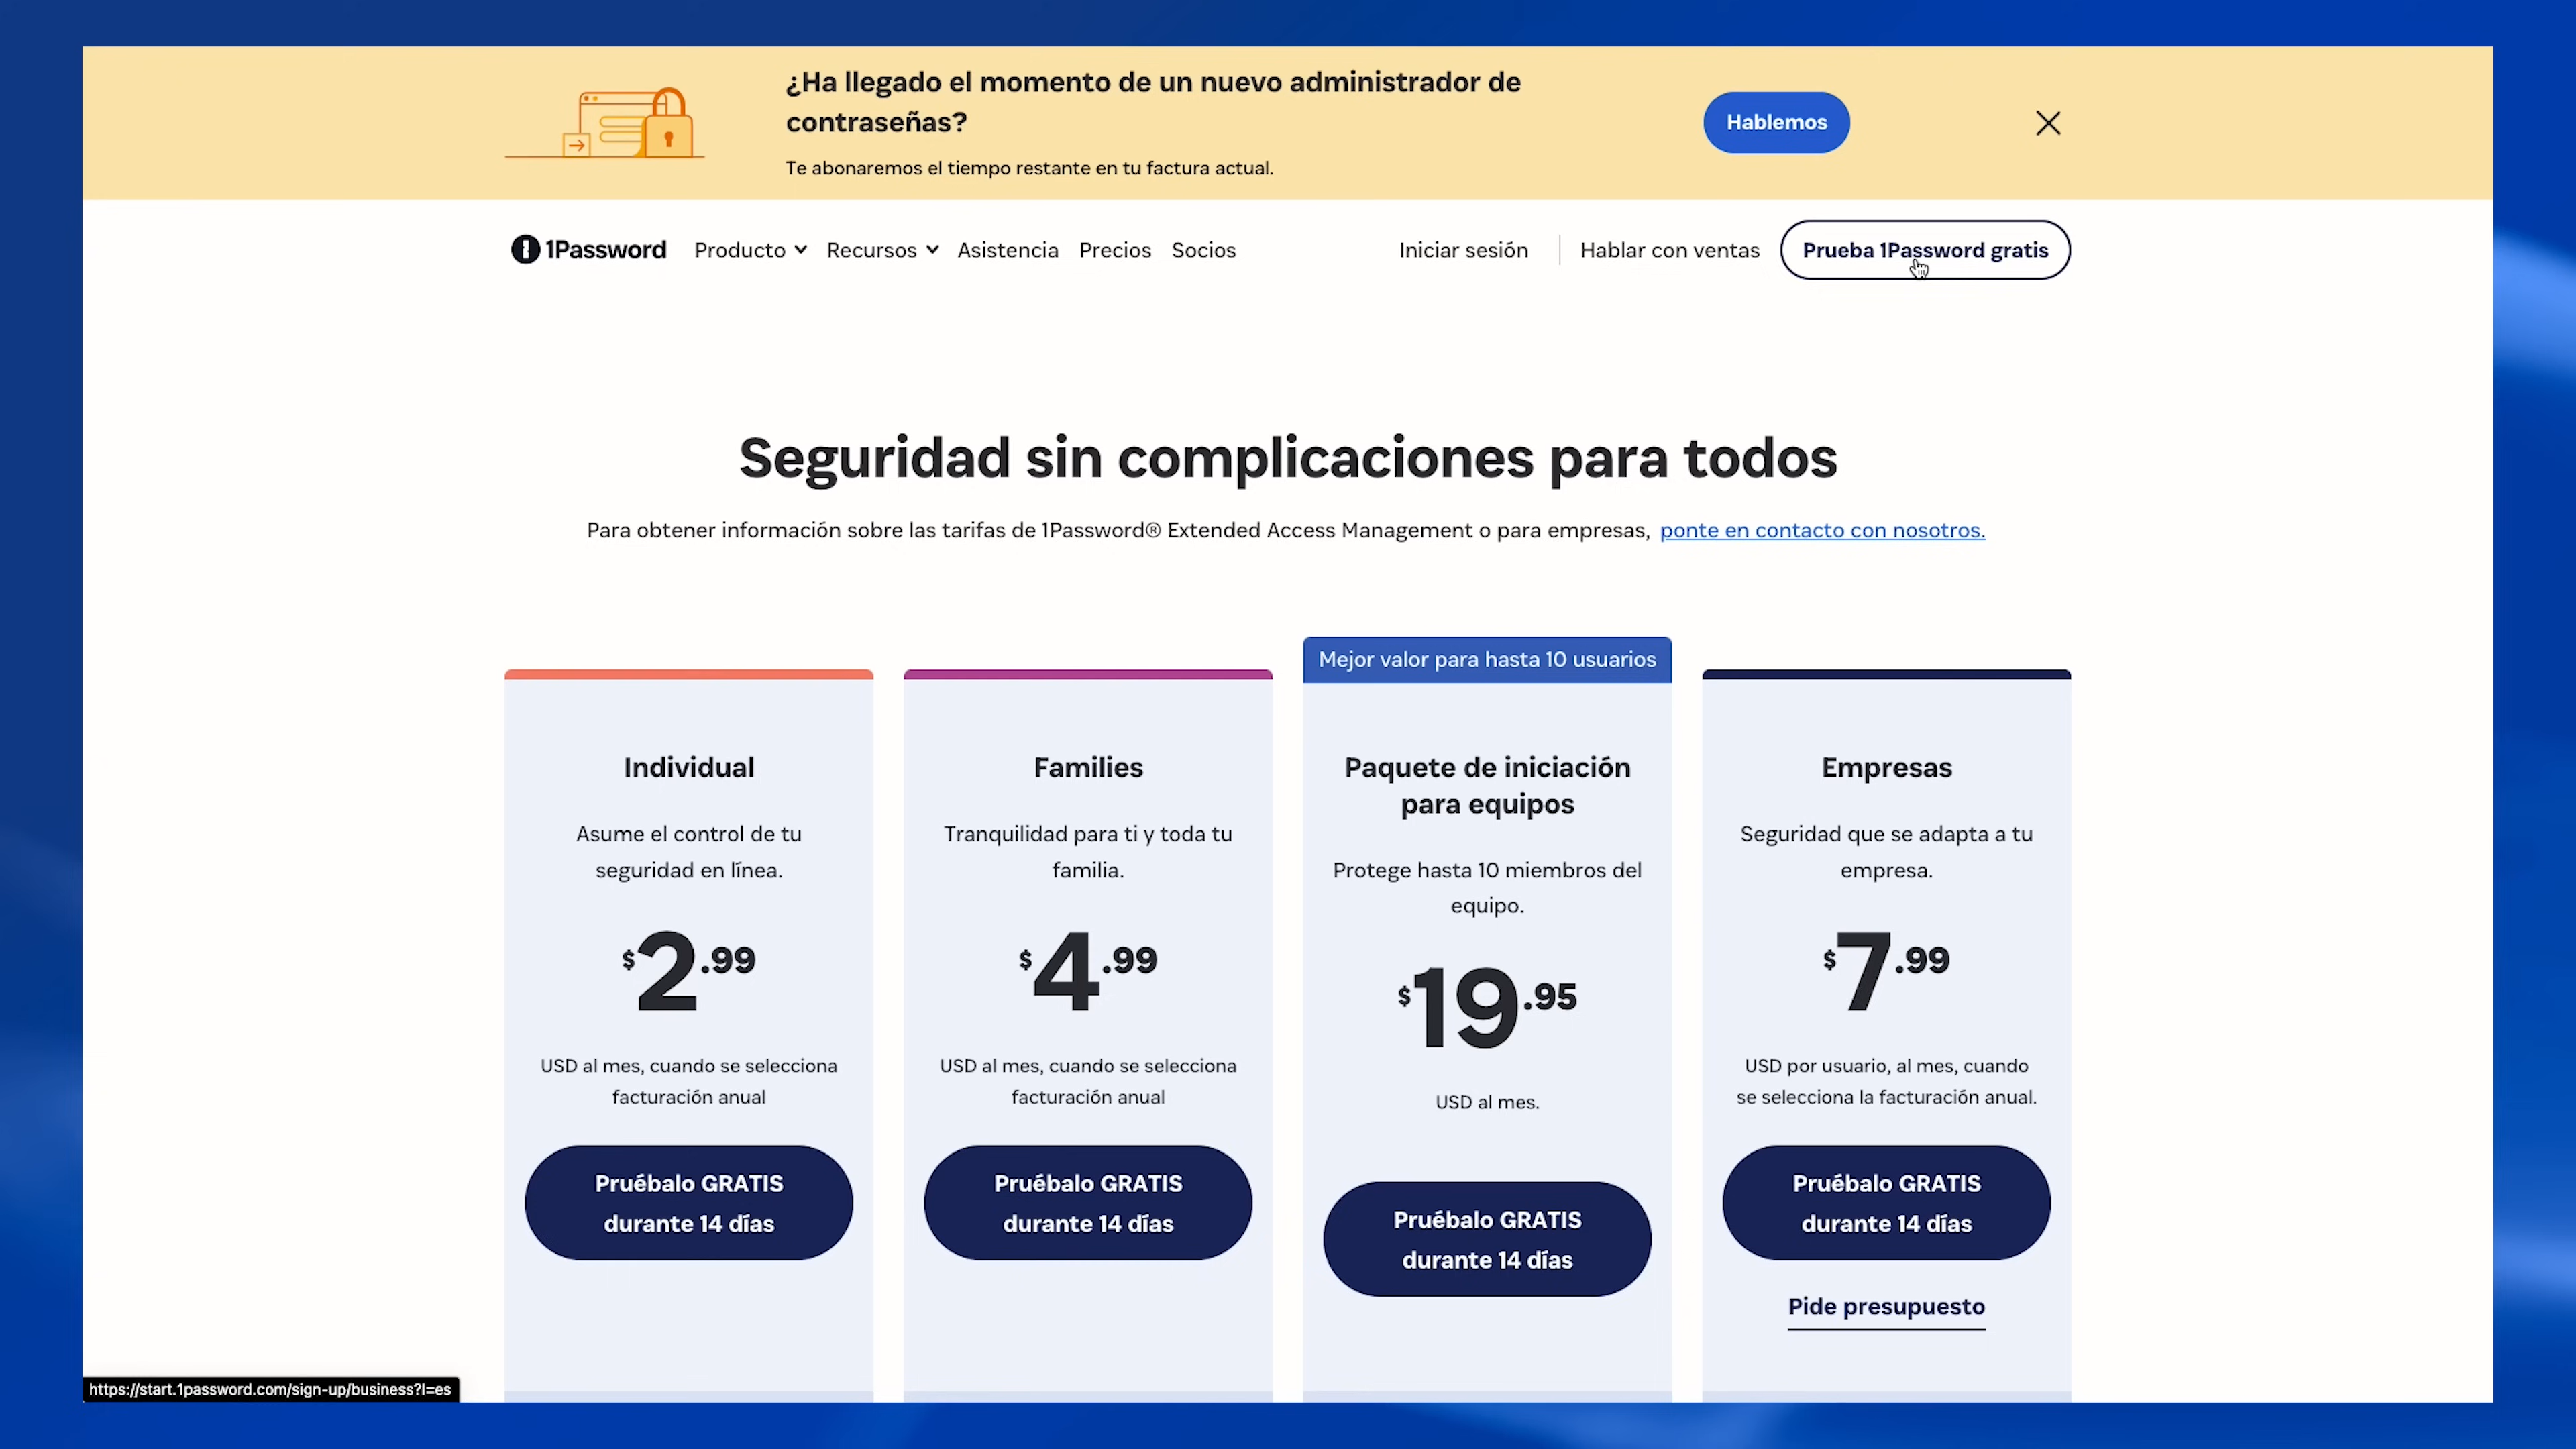 ¿Ha llegado el momento de un nuevo administrador de
contraseñas?
Te abonaremos el tiempo restante en tu factura actual.
Hablemos
1Password
Producto
Recursos
Asistencia
Precios
Socios
Iniciar sesión
Hablar con ventas
Prueba 1Password gratis
Seguridad sin complicaciones para todos
Para obtener información sobre las tarifas de 1Password® Extended Access Management o para empresas, ponte en contacto con nosotros.
Individual
Asume el control de tu
seguridad en línea.
$2.99
USD al mes, cuando se selecciona
facturación anual
Pruébalo GRATIS
durante 14 días
Families
Tranquilidad para ti y toda tu
familia.
$4.99
USD al mes, cuando se selecciona
facturación anual
Pruébalo GRATIS
durante 14 días
Mejor valor para hasta 10 usuarios
Paquete de iniciación
para equipos
Protege hasta 10 miembros del
equipo.
$19.95
USD al mes.
Pruébalo GRATIS
durante 14 días
Empresas
Seguridad que se adapta a tu
empresa.
$7.99
USD por usuario, al mes, cuando
se selecciona la facturación anual.
Pruébalo GRATIS
durante 14 días
Pide presupuesto
https://start.1password.com/sign-up/business?l=es